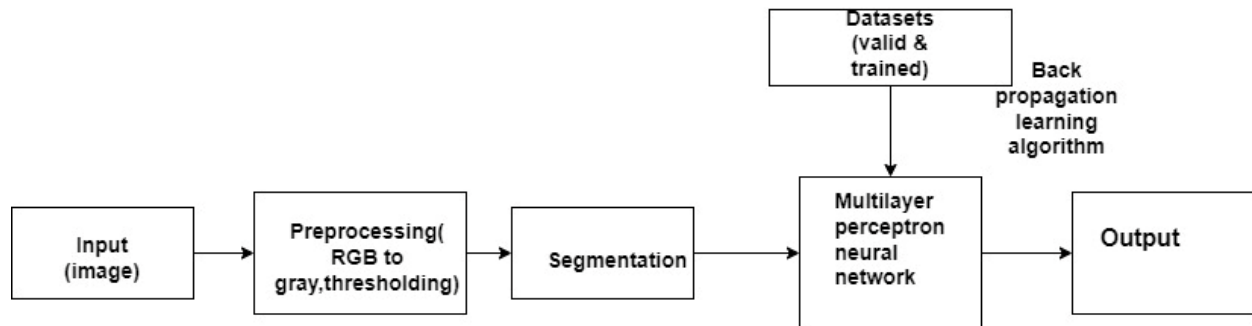 Datasets
(valid &
trained)
Back
propagation
learning
algorithm
Input
(image)
Preprocessing(
RGB to
gray,thresholding)
Segmentation
Multilayer
perceptron
neural
network
Output